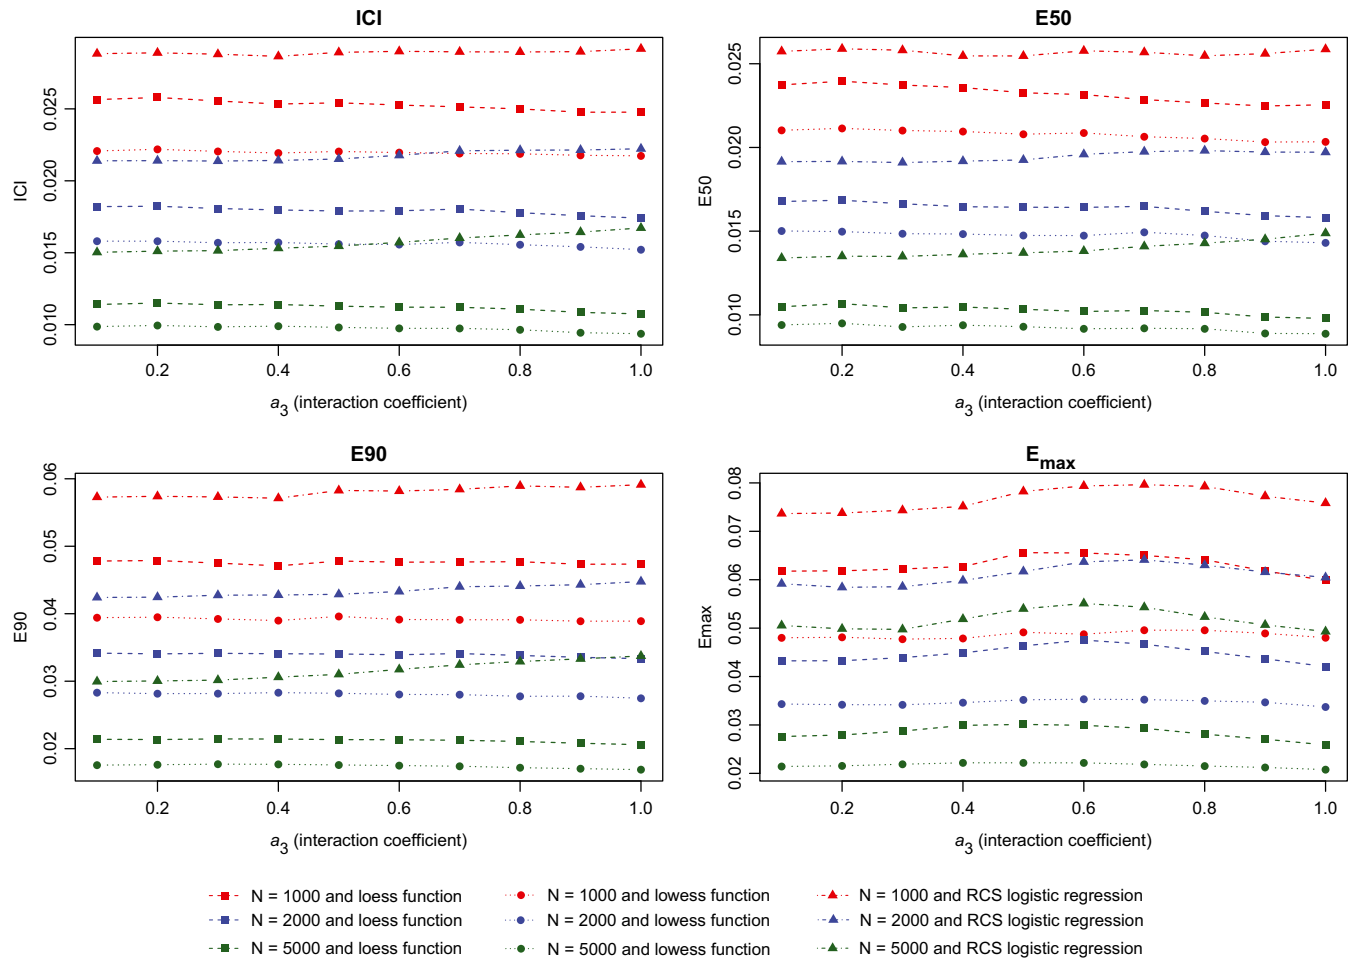 ICI
ICI
0.010 0.015 0.020 0.025
0.2 0.4 0.6 0.8 1.0
a3 (interaction coefficient)
E50
E50
0.010 0.015 0.020 0.025
0.2 0.4 0.6 0.8 1.0
a3 (interaction coefficient)
E90
E90
0.02 0.03 0.04 0.05 0.06
0.2 0.4 0.6 0.8 1.0
a3 (interaction coefficient)
Emax
Emax
0.02 0.03 0.04 0.05 0.06 0.07 0.08
0.2 0.4 0.6 0.8 1.0
a3 (interaction coefficient)
N = 1000 and loess function
N = 2000 and loess function
N = 5000 and loess function
N = 1000 and lowess function
N = 2000 and lowess function
N = 5000 and lowess function
N = 1000 and RCS logistic regression
N = 2000 and RCS logistic regression
N = 5000 and RCS logistic regression